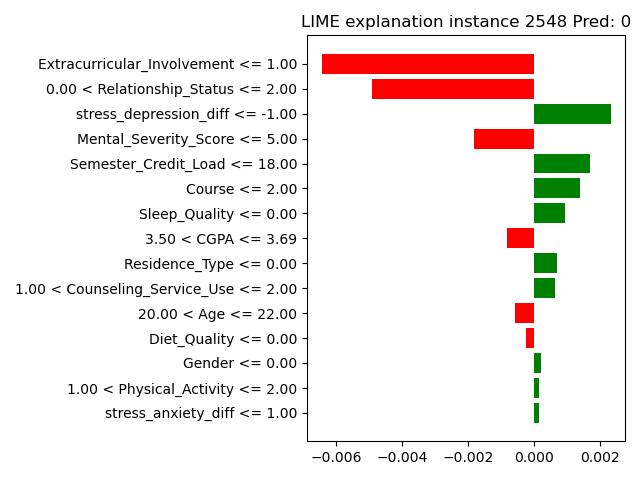 LIME explanation instance 2548 Pred: 0
Extracurricular_Involvement <= 1.00
0.00 < Relationship_Status <= 2.00
stress_depression_diff <= -1.00
Mental_Severity_Score <= 5.00
Semester_Credit_Load <= 18.00
Course <= 2.00
Sleep_Quality <= 0.00
3.50 < CGPA <= 3.69
Residence_Type <= 0.00
1.00 < Counseling_Service_Use <= 2.00
20.00 < Age <= 22.00
Diet_Quality <= 0.00
Gender <= 0.00
1.00 < Physical_Activity <= 2.00
stress_anxiety_diff <= 1.00
−0.006 −0.004 −0.002 0.000 0.002